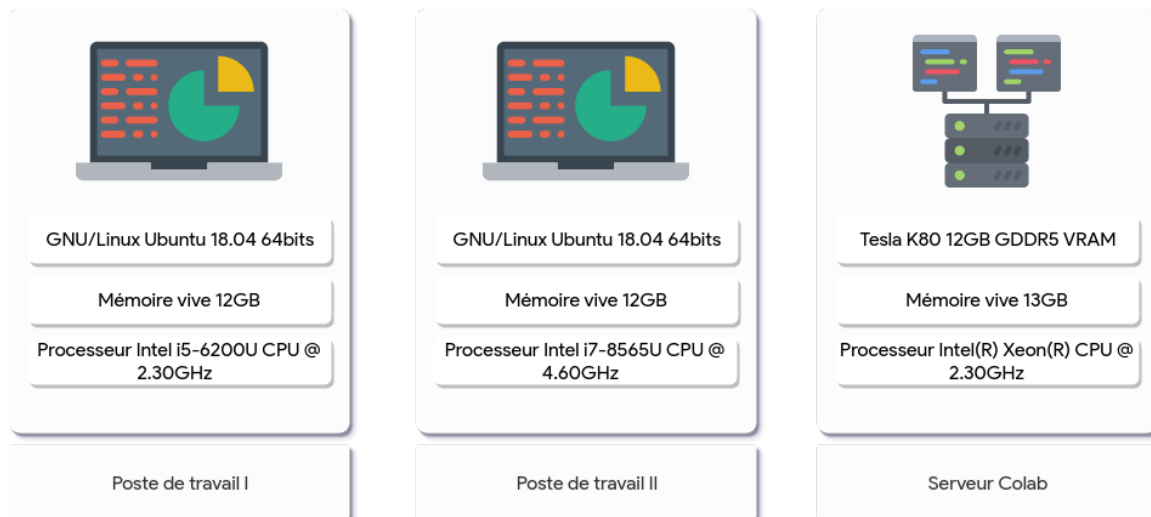 GNU/Linux Ubuntu 18.04 64bits
Mémoire vive 12GB
Processeur Intel i5-6200U CPU @
2.30GHz
Poste de travail I
GNU/Linux Ubuntu 18.04 64bits
Mémoire vive 12GB
Processeur Intel i7-8565U CPU @
4.60GHz
Poste de travail II
Tesla K80 12GB GDDR5 VRAM
Mémoire vive 13GB
Processeur Intel(R) Xeon(R) CPU @
2.30GHz
Serveur Colab